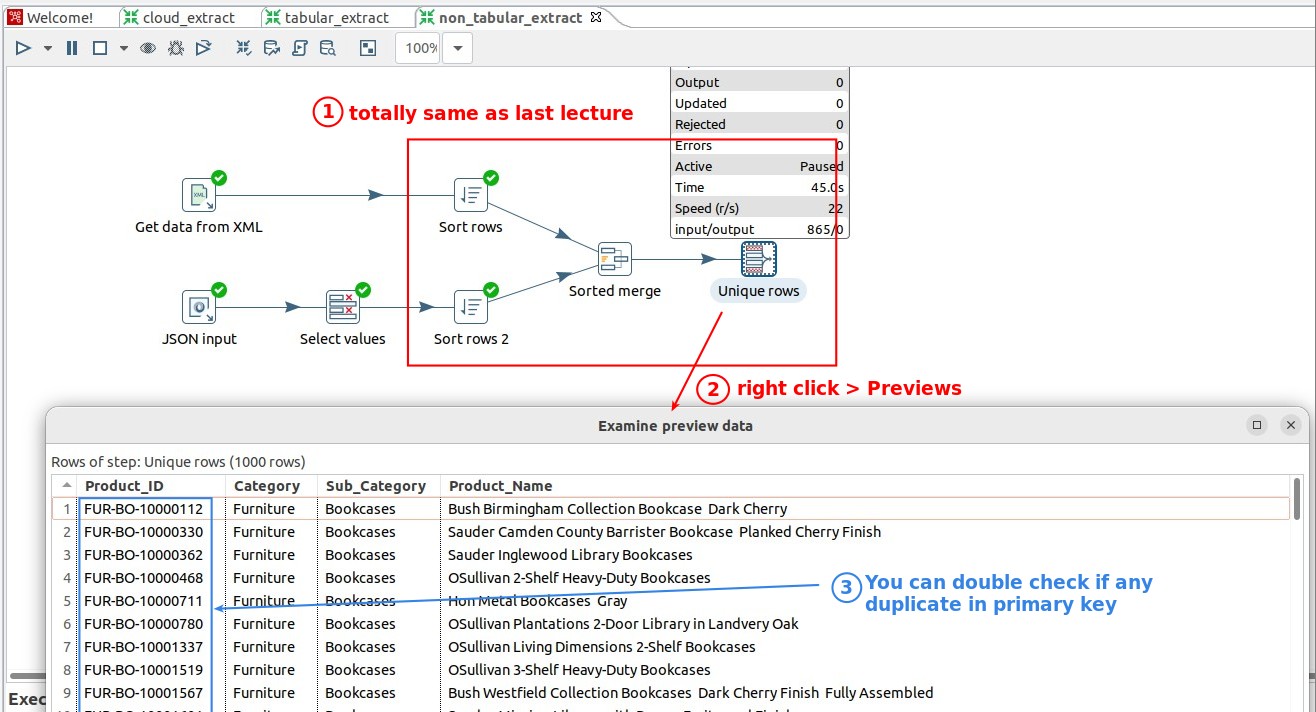 Welcome!
cloud_extract
tabular_extract
non_tabular_extract
100%
Output 0
Updated 0
Rejected 0
Errors 0
Active Paused
Time 45.0s
Speed (r/s) 22
input/output 865/0
1 totally same as last lecture
XML
Get data from XML
Sort rows
Sorted merge
Unique rows
JSON input
Select values
Sort rows 2
2 right click > Previews
Examine preview data
Rows of step: Unique rows (1000 rows)
Product_ID Category Sub_Category Product_Name
1 FUR-BO-10000112 Furniture Bookcases Bush Birmingham Collection Bookcase Dark Cherry
2 FUR-BO-10000330 Furniture Bookcases Sauder Camden County Barrister Bookcase Planked Cherry Finish
3 FUR-BO-10000362 Furniture Bookcases Sauder Inglewood Library Bookcases
4 FUR-BO-10000468 Furniture Bookcases OSullivan 2-Shelf Heavy-Duty Bookcases
5 FUR-BO-10000711 Furniture Bookcases Hon Metal Bookcases Gray
6 FUR-BO-10000780 Furniture Bookcases OSullivan Plantations 2-Door Library in Landvery Oak
7 FUR-BO-10001337 Furniture Bookcases OSullivan Living Dimensions 2-Shelf Bookcases
8 FUR-BO-10001519 Furniture Bookcases OSullivan 3-Shelf Heavy-Duty Bookcases
9 FUR-BO-10001567 Furniture Bookcases Bush Westfield Collection Bookcases Dark Cherry Finish Fully Assembled
3 You can double check if any
duplicate in primary key
Exec